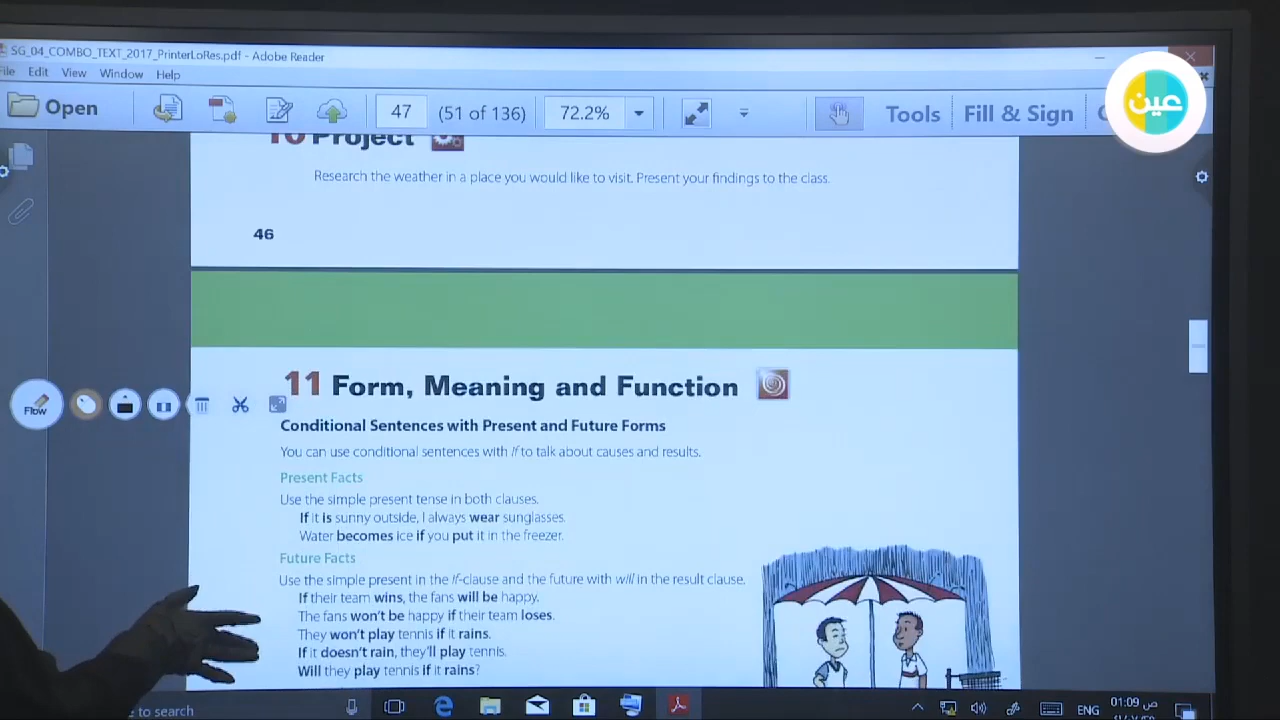 SG_04_COMBO_TEXT_2017_PrinterLoRes.pdf - Adobe Reader
File Edit View Window Help
عين
Open 47 (51 of 136) 72.2% Tools Fill & Sign
10 Project
Research the weather in a place you would like to visit. Present your findings to the class.
46
11 Form, Meaning and Function
Flow
Conditional Sentences with Present and Future Forms
You can use conditional sentences with if to talk about causes and results.
Present Facts
Use the simple present tense in both clauses.
If it is sunny outside, I always wear sunglasses.
Water becomes ice if you put it in the freezer.
Future Facts
Use the simple present in the if-clause and the future with will in the result clause.
If their team wins, the fans will be happy.
The fans won't be happy if their team loses.
They won't play tennis if it rains.
If it doesn't rain, they'll play tennis.
Will they play tennis if it rains?
to search
ENG
01:09 ص